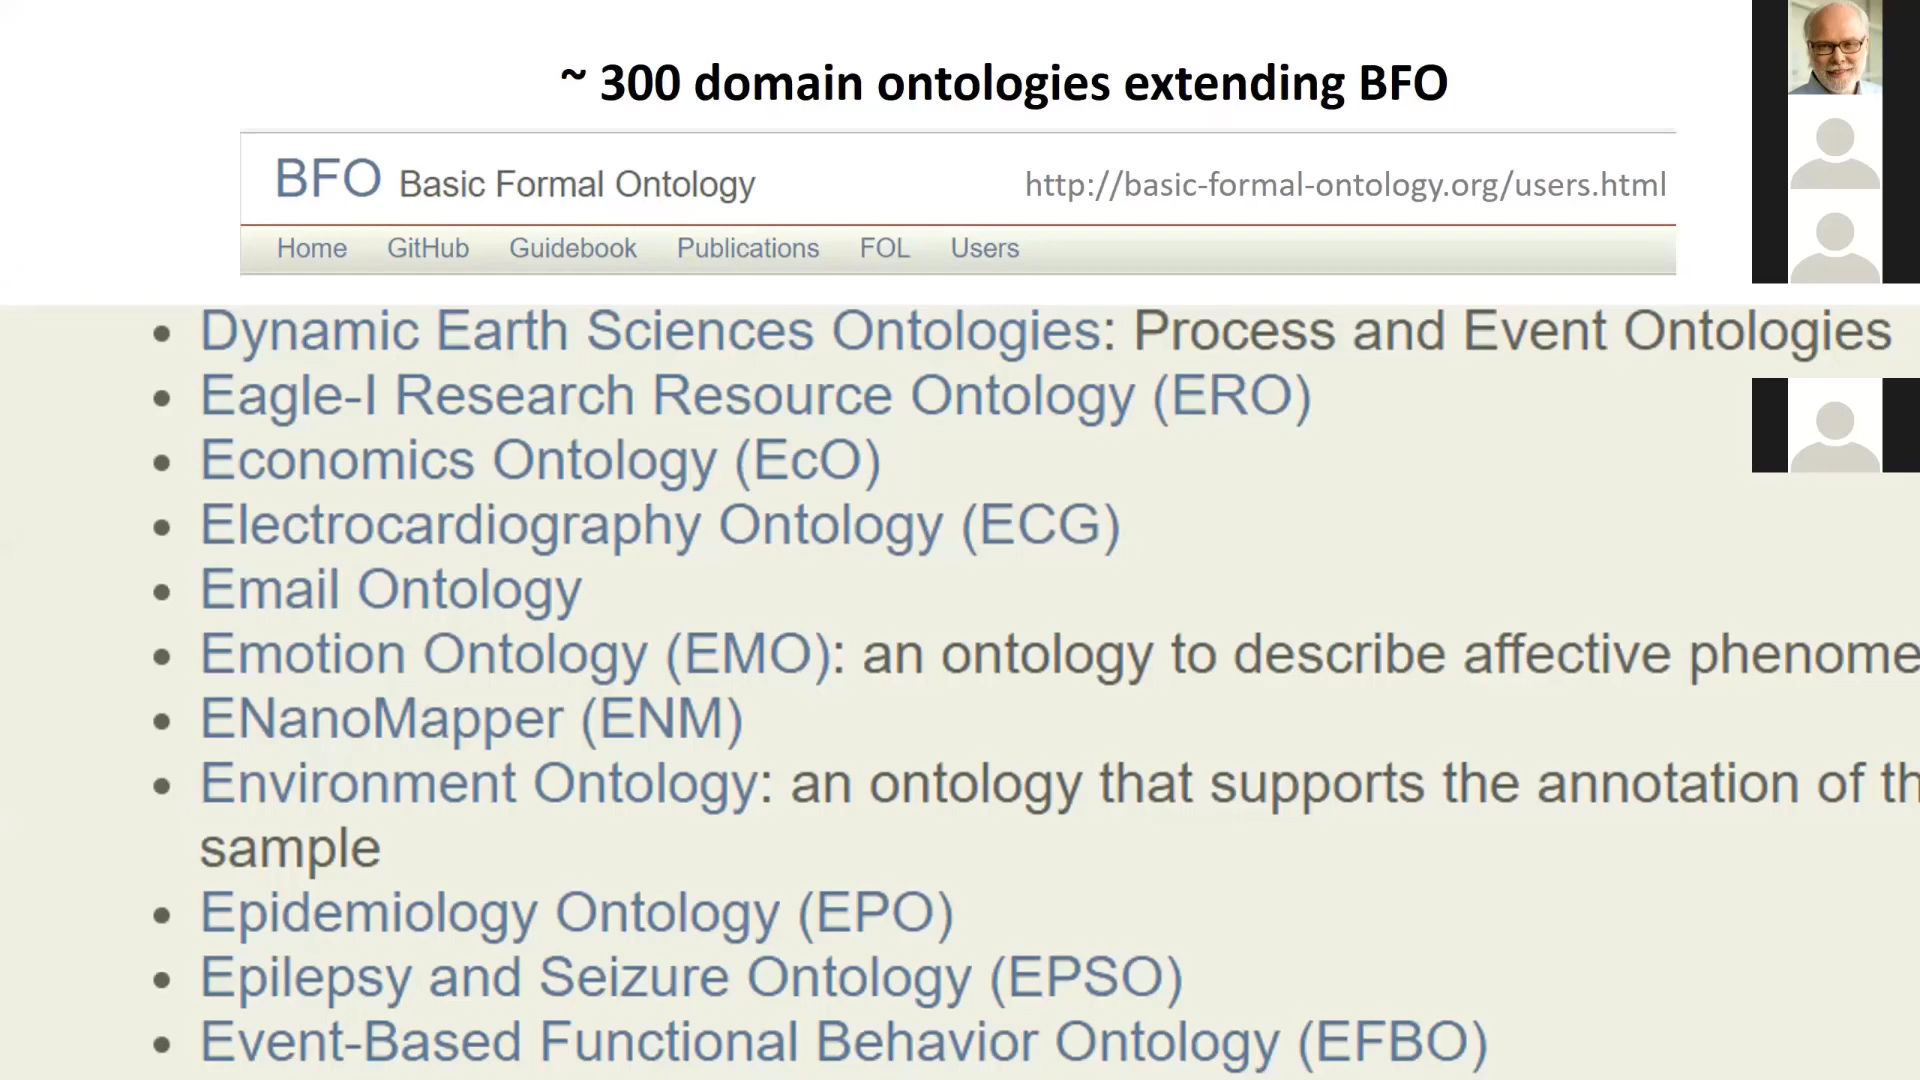 ~ 300 domain ontologies extending BFO
BFO Basic Formal Ontology
http://basic-formal-ontology.org/users.html
Home GitHub Guidebook Publications FOL Users
• Dynamic Earth Sciences Ontologies: Process and Event Ontologies
• Eagle-I Research Resource Ontology (ERO)
• Economics Ontology (EcO)
• Electrocardiography Ontology (ECG)
• Email Ontology
• Emotion Ontology (EMO): an ontology to describe affective phenome
• ENanoMapper (ENM)
• Environment Ontology: an ontology that supports the annotation of th
sample
• Epidemiology Ontology (EPO)
• Epilepsy and Seizure Ontology (EPSO)
• Event-Based Functional Behavior Ontology (EFBO)